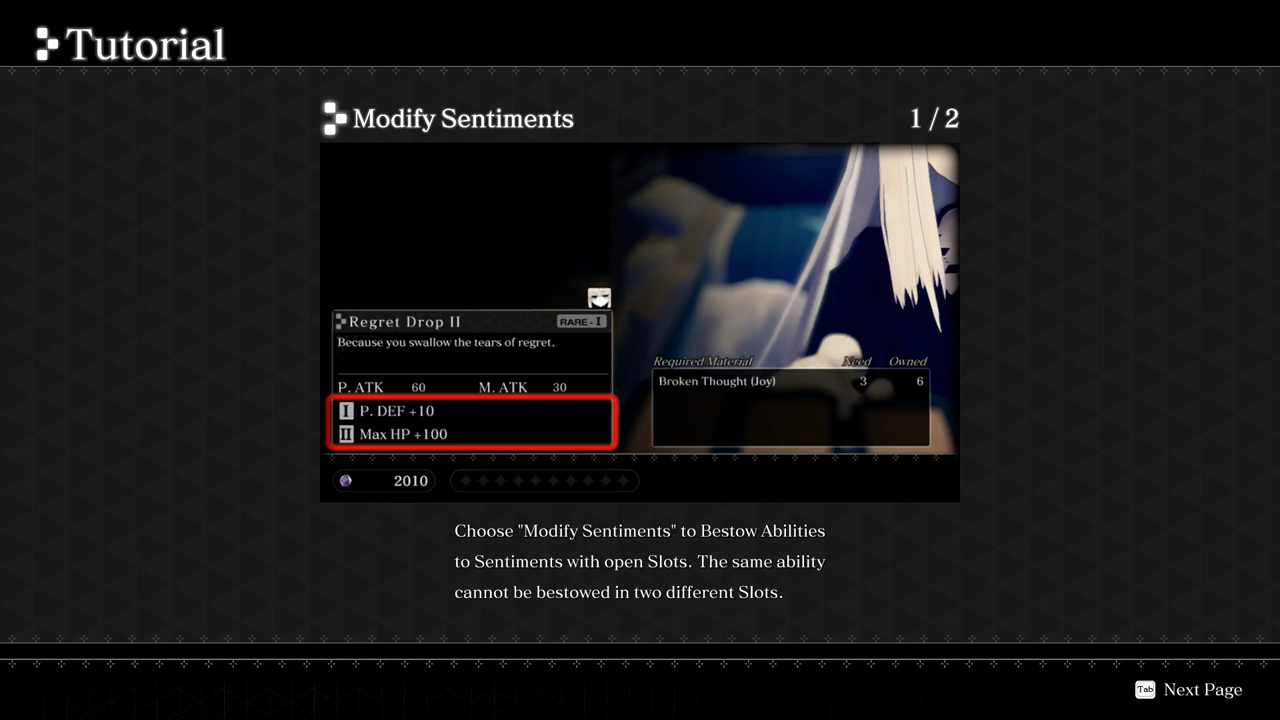 Tutorial
Modify Sentiments 1 / 2
Regret Drop II RARE - I
Because you swallow the tears of regret,
P. ATK 60 M. ATK 30
I P. DEF +10
II Max HP +100
Required Material Need Owned
Broken Thought (Joy) 3 6
2010
Choose "Modify Sentiments" to Bestow Abilities
to Sentiments with open Slots. The same ability
cannot be bestowed in two different Slots.
Tab Next Page